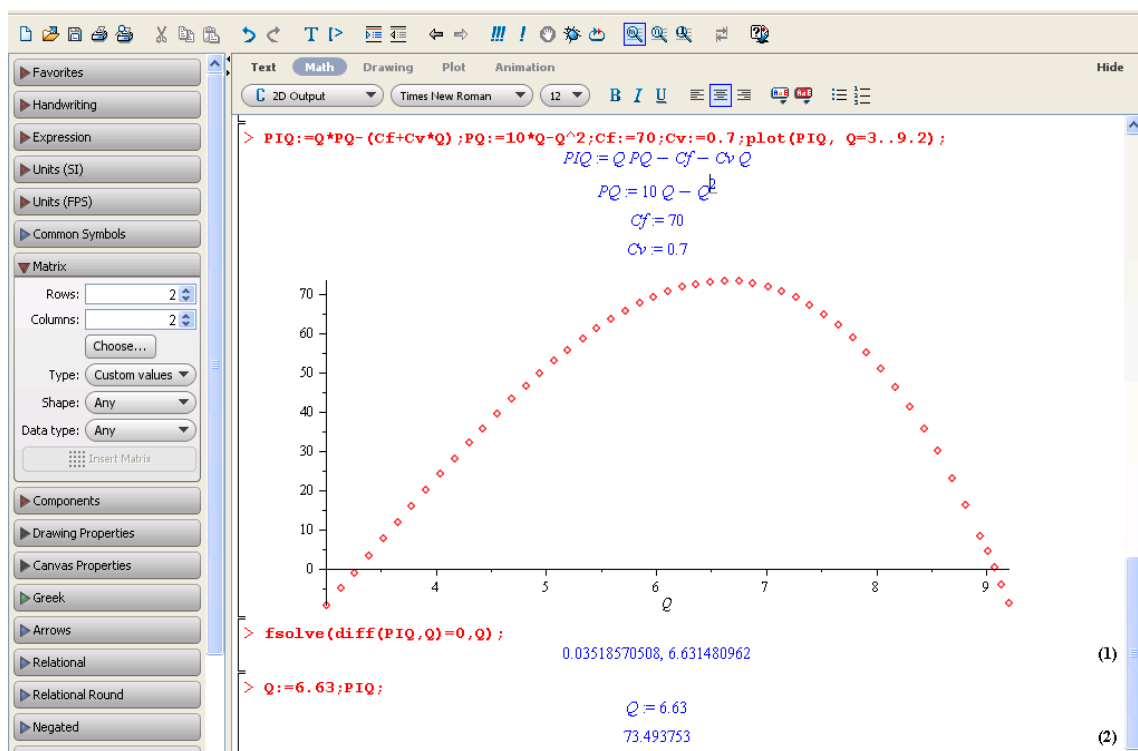 Text Math Drawing Plot Animation Hide
C 2D Output Times New Roman 12 B I U
Favorites
Handwriting
Expression
Units (SI)
Units (FPS)
Common Symbols
Matrix
Rows: 2
Columns: 2
Choose...
Type: Custom values
Shape: Any
Data type: Any
Insert Matrix
Components
Drawing Properties
Canvas Properties
Greek
Arrows
Relational
Relational Round
Negated
> PIQ:=Q*PQ-(Cf+Cv*Q);PQ:=10*Q-Q^2;Cf:=70;Cv:=0.7;plot(PIQ, Q=3..9.2);
PIQ := Q PQ − Cf − Cv Q
PQ := 10 Q − Q²
Cf := 70
Cv := 0.7
70
60
50
40
30
20
10
0
4 5 6 7 8 9
Q
> fsolve(diff(PIQ,Q)=0,Q);
0.03518570508, 6.631480962 (1)
> Q:=6.63;PIQ;
Q := 6.63
73.493753 (2)